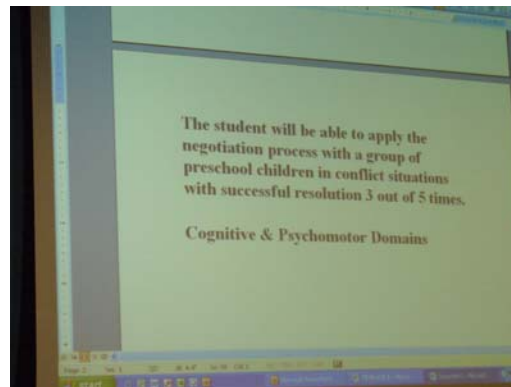 The student will be able to apply the
negotiation process with a group of
preschool children in conflict situations
with successful resolution 3 out of 5 times.
Cognitive & Psychomotor Domains